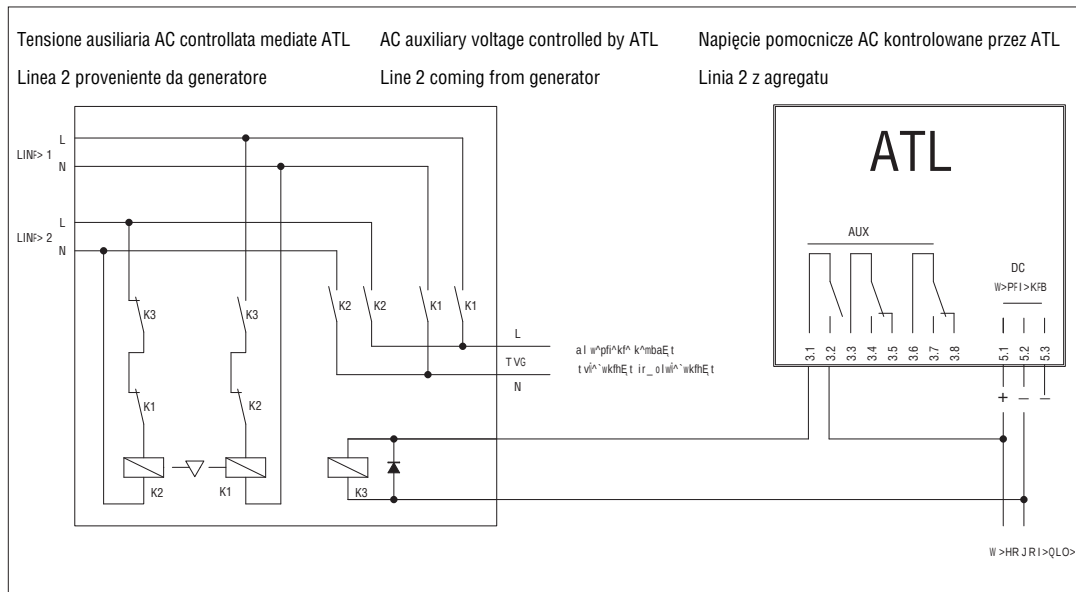 Tensione ausiliaria AC controllata mediate ATL
AC auxiliary voltage controlled by ATL
Napięcie pomocnicze AC kontrolowane przez ATL
Linea 2 proveniente da generatore
Line 2 coming from generator
Linia 2 z agregatu
L
N
L
N
K3
K3
K1
K2
K2
K1
K2
K2
K1
K1
L
N
K3
ATL
AUX
DC
3.1
3.2
3.3
3.4
3.5
3.6
3.7
3.8
5.1
5.2
5.3
+
–
–